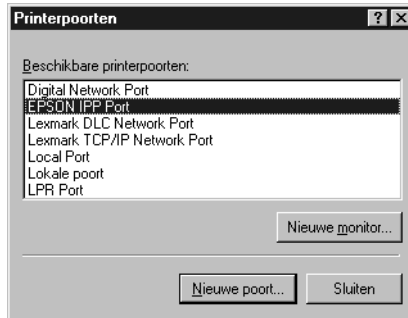 Printerpoorten
Beschikbare printerpoorten:
Digital Network Port
EPSON IPP Port
Lexmark DLC Network Port
Lexmark TCP/IP Network Port
Local Port
Lokale poort
LPR Port
Nieuwe monitor...
Nieuwe poort...
Sluiten